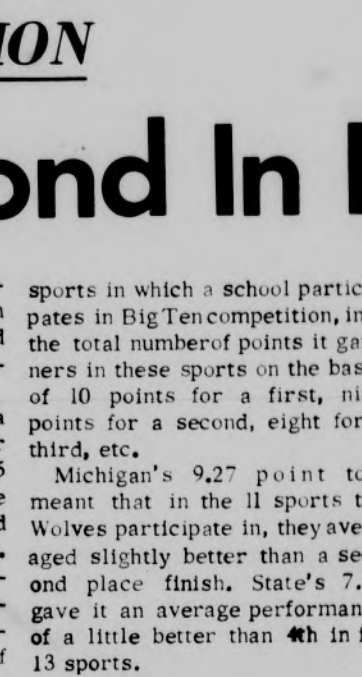 ION
ond In
sports in which a school partic
pates in Big Ten competition, in
the total number of points it ga
ners in these sports on the bas
of 10 points for a first, ni
points for a second, eight for
third, etc.
Michigan's 9.27 point to
meant that in the 11 sports t
Wolves participate in, they ave
aged slightly better than a se
ond place finish. State's 7.
gave it an average performan
of a little better than 4th in
13 sports.